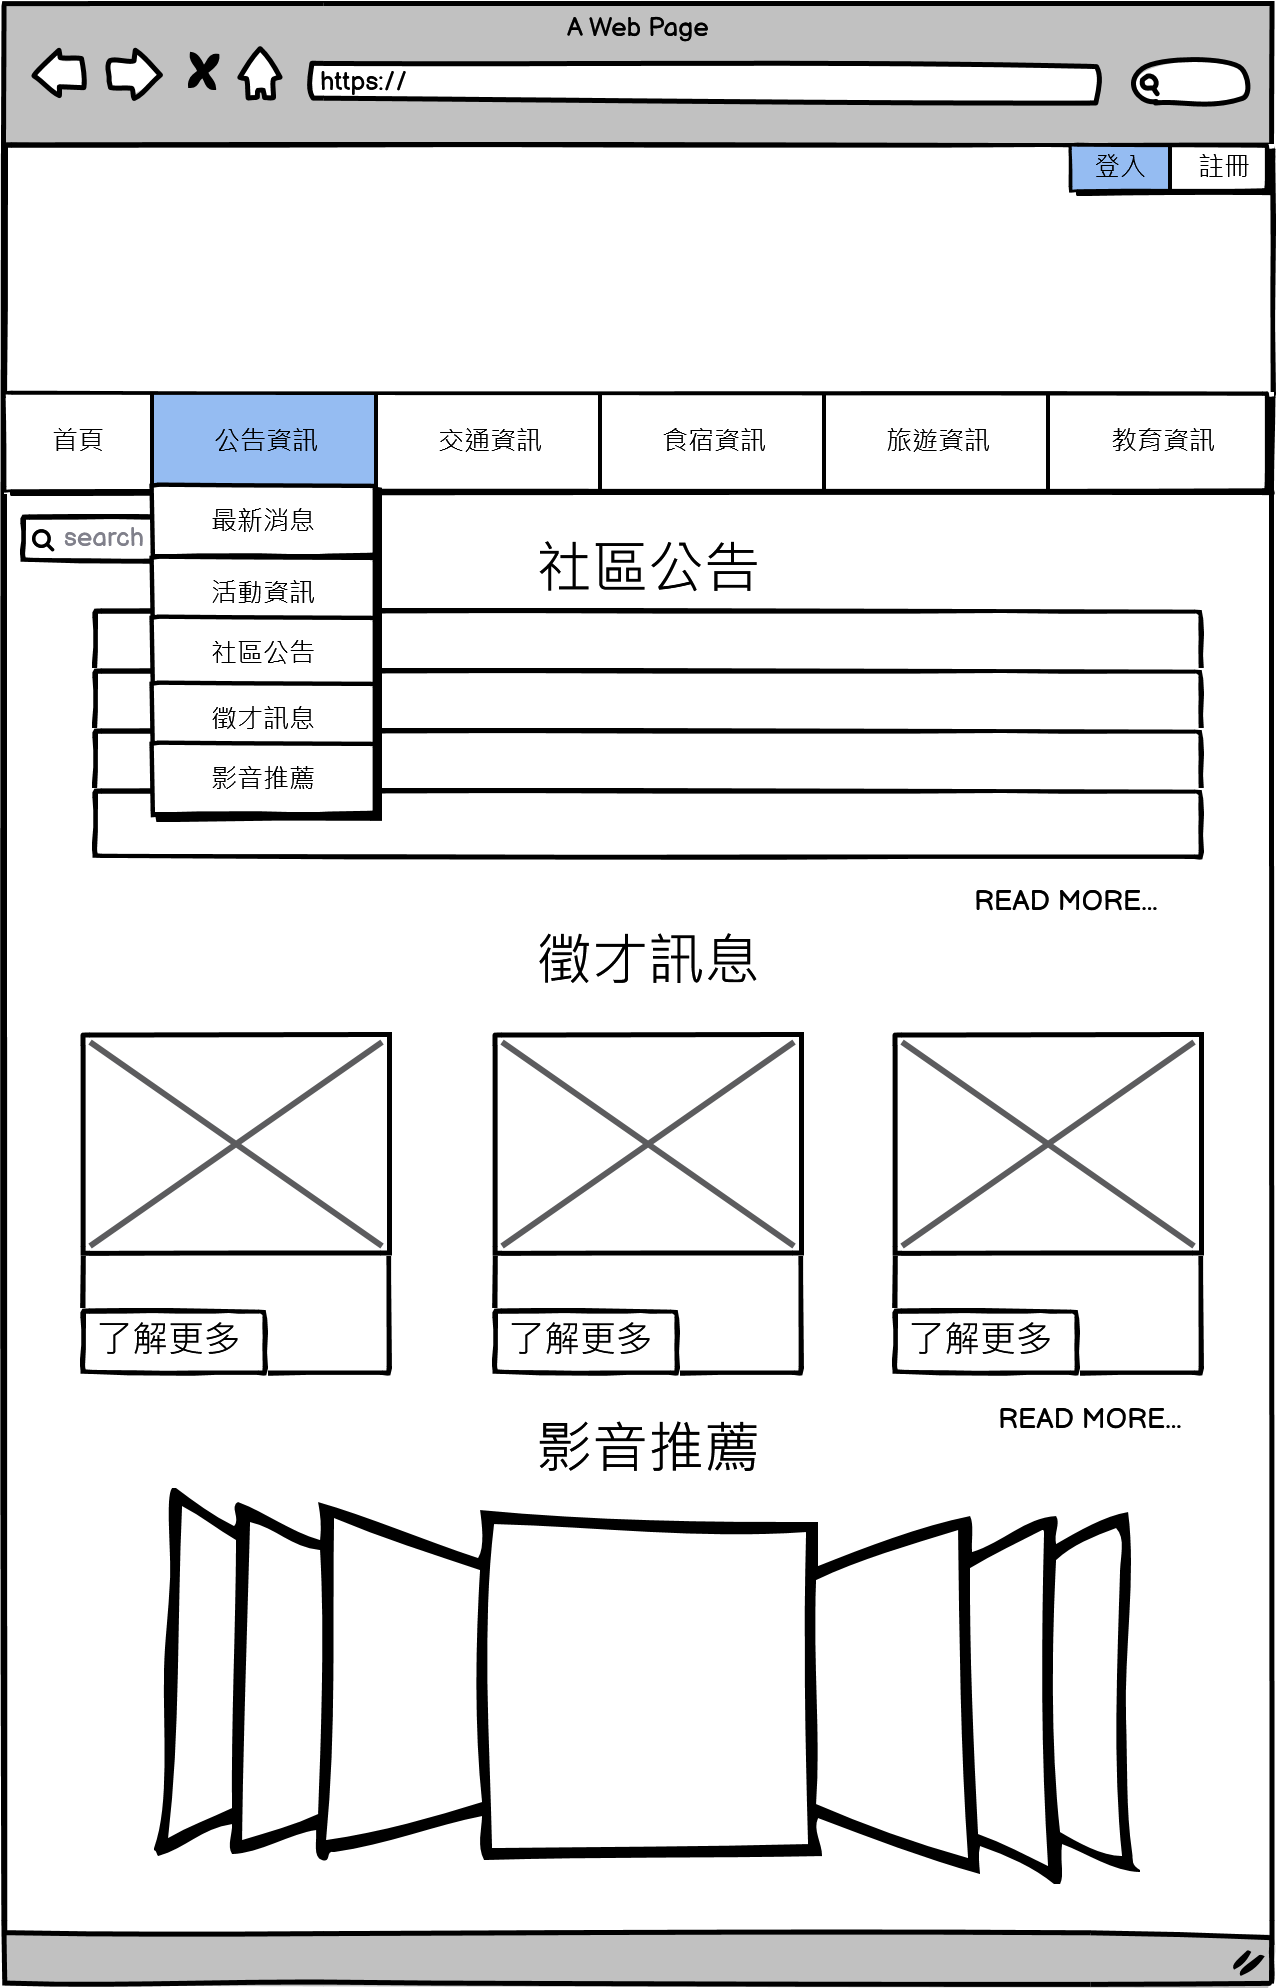 A Web Page
https://
登入 註冊
首頁 公告資訊 交通資訊 食宿資訊 旅遊資訊 教育資訊
最新消息
search
社區公告
活動資訊
社區公告
徵才訊息
影音推薦
READ MORE...
徵才訊息
了解更多 了解更多 了解更多
READ MORE...
影音推薦